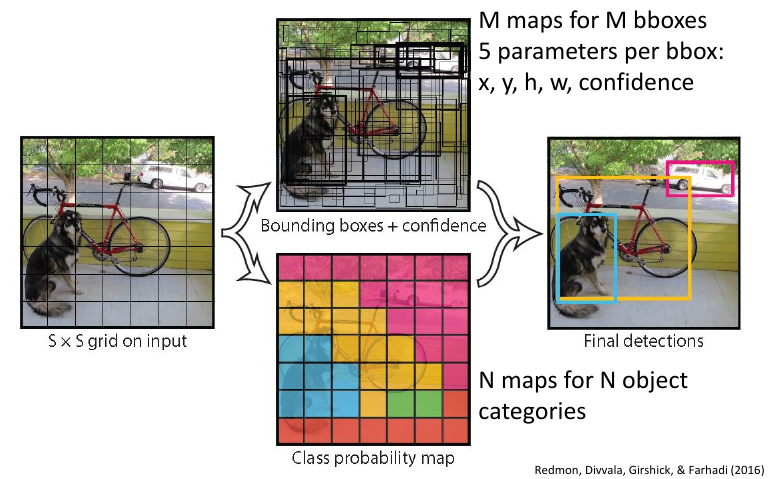 M maps for M bboxes
5 parameters per bbox:
x, y, h, w, confidence
Bounding boxes + confidence
S × S grid on input
Final detections
N maps for N object
categories
Class probability map
Redmon, Divvala, Girshick, & Farhadi (2016)